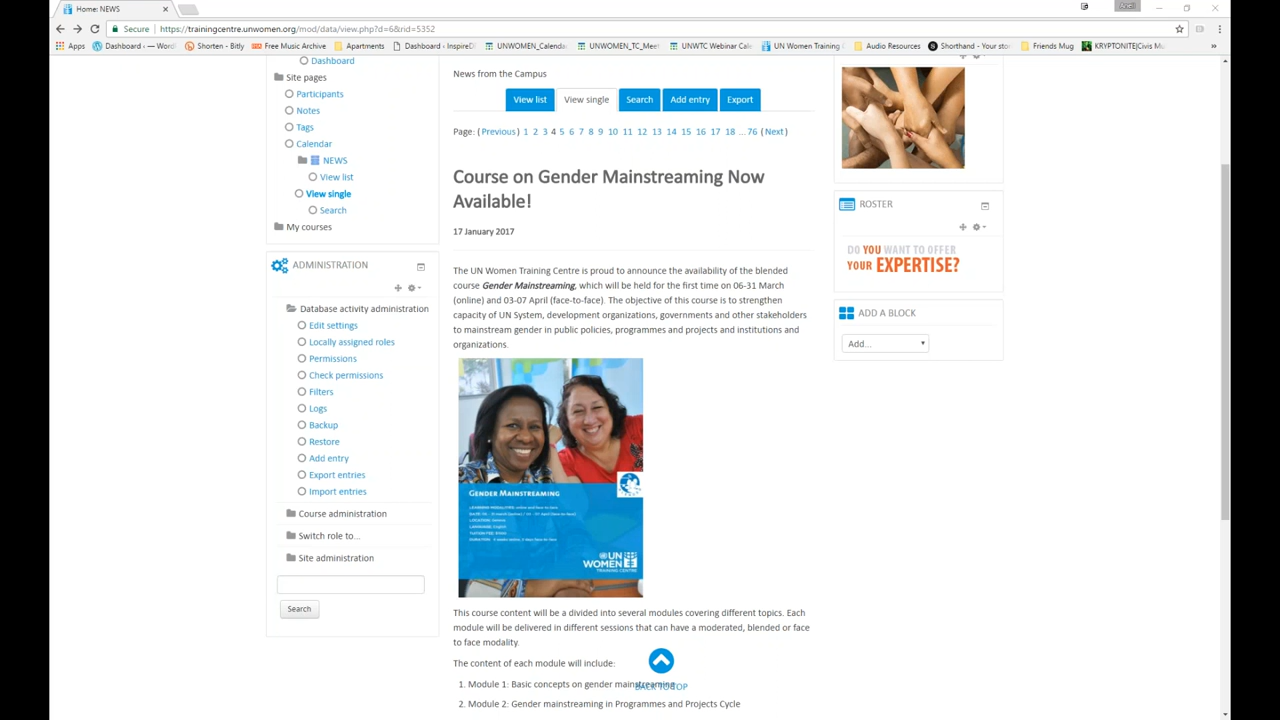 Home: NEWS
Secure https://trainingcentre.unwomen.org/mod/data/view.php?d=6&rid=5352
Apps Dashboard — Word Shorten - Bitly Free Music Archive Apartments Dashboard ‹ InspireD UNWOMEN_Calenda UNWOMEN_TC_Meet UNWTC Webinar Cale UN Women Training C Audio Resources Shorthand - Your sto Friends Mug KRYPTONITE|Civis Mu
Dashboard
Site pages
Participants
Notes
Tags
Calendar
NEWS
View list
View single
Search
My courses
ADMINISTRATION
Database activity administration
Edit settings
Locally assigned roles
Permissions
Check permissions
Filters
Logs
Backup
Restore
Add entry
Export entries
Import entries
Course administration
Switch role to...
Site administration
Search
News from the Campus
View list View single Search Add entry Export
Page: (Previous) 1 2 3 4 5 6 7 8 9 10 11 12 13 14 15 16 17 18 ... 76 (Next)
Course on Gender Mainstreaming Now
Available!
17 January 2017
The UN Women Training Centre is proud to announce the availability of the blended
course Gender Mainstreaming, which will be held for the first time on 06-31 March
(online) and 03-07 April (face-to-face). The objective of this course is to strengthen
capacity of UN System, development organizations, governments and other stakeholders
to mainstream gender in public policies, programmes and projects and institutions and
organizations.
GENDER MAINSTREAMING
UN
WOMEN
TRAINING CENTRE
This course content will be a divided into several modules covering different topics. Each
module will be delivered in different sessions that can have a moderated, blended or face
to face modality.
The content of each module will include:
1. Module 1: Basic concepts on gender mainstreaming
BACK TO TOP
2. Module 2: Gender mainstreaming in Programmes and Projects Cycle
ROSTER
DO YOU WANT TO OFFER
YOUR EXPERTISE?
ADD A BLOCK
Add...